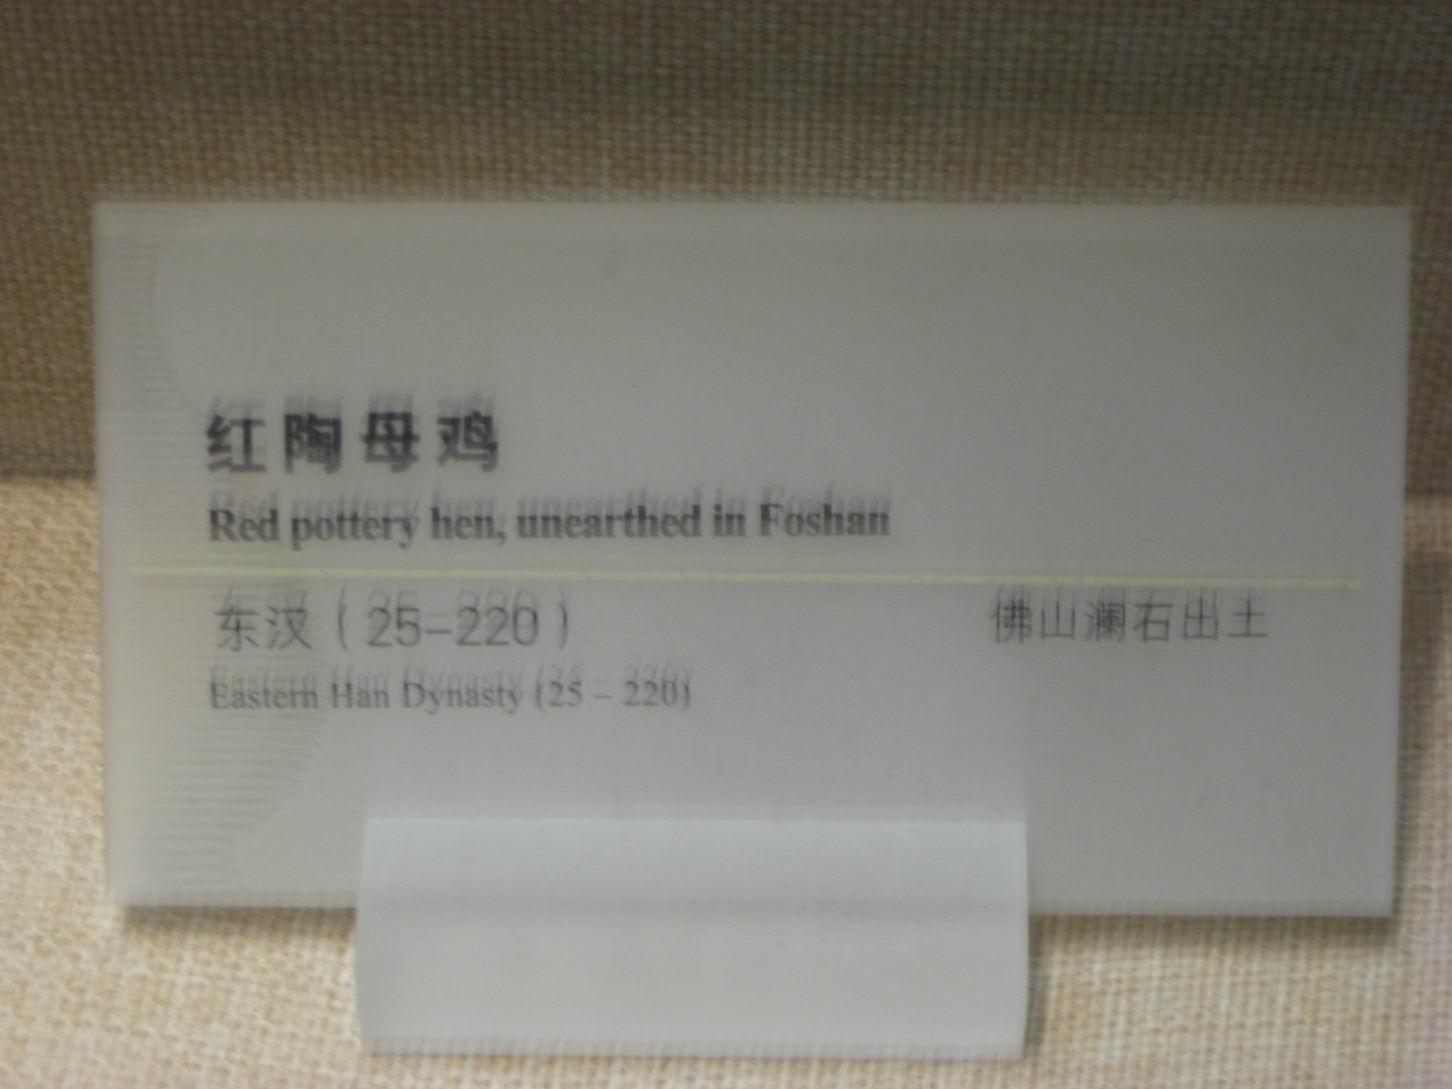 红陶母鸡
Red pottery hen, unearthed in Foshan
东汉（25–220）
佛山澜石出土
Eastern Han Dynasty (25 – 220)